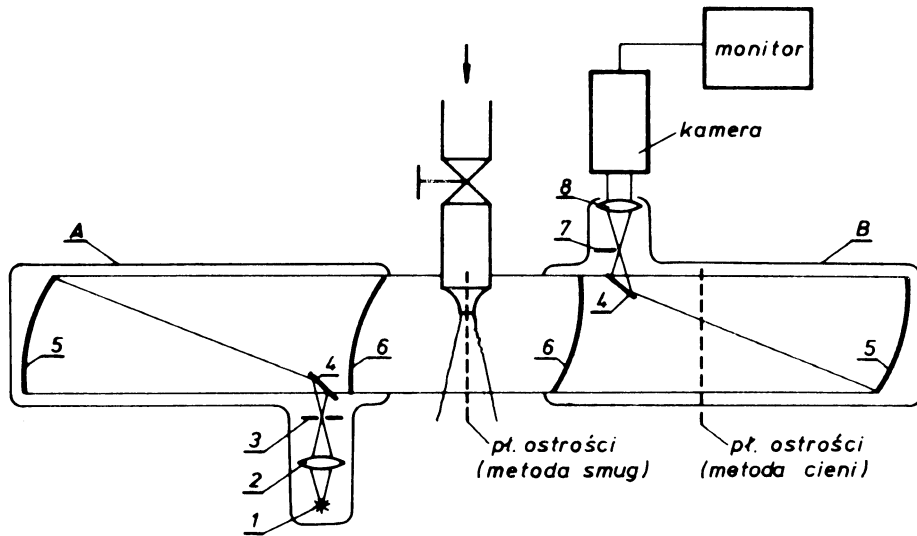 monitor
kamera
8
7
A
B
4
5
6
4
6
5
3
2
1
pł. ostrości
(metoda smug)
pł. ostrości
(metoda cieni)